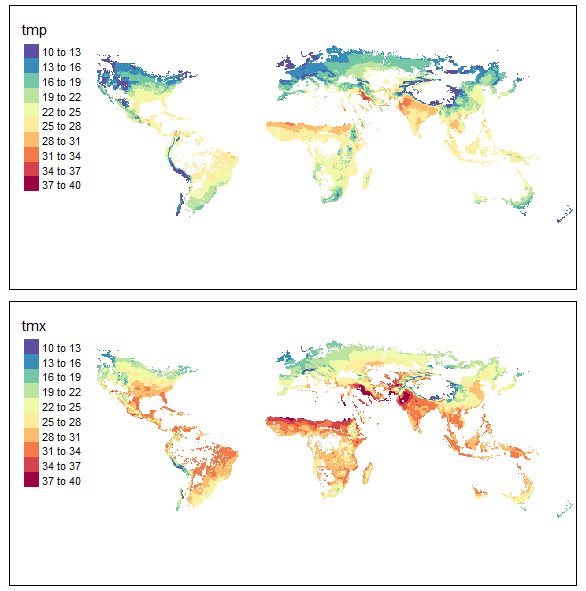 tmp
10 to 13
13 to 16
16 to 19
19 to 22
22 to 25
25 to 28
28 to 31
31 to 34
34 to 37
37 to 40
tmx
10 to 13
13 to 16
16 to 19
19 to 22
22 to 25
25 to 28
28 to 31
31 to 34
34 to 37
37 to 40